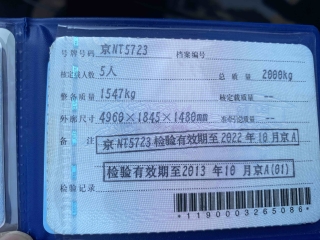 号牌号码 京NT5723 档案编号
核定载人数 5人 总质量 2000kg
整备质量 1547kg 核定载质量 --
外廓尺寸 4960×1845×1480mm 准牵引总质量 --
备注 京NT5723 检验有效期至2022年10月京A
检验有效期至2013年10月京A(01)
检验记录
*1190003265086*